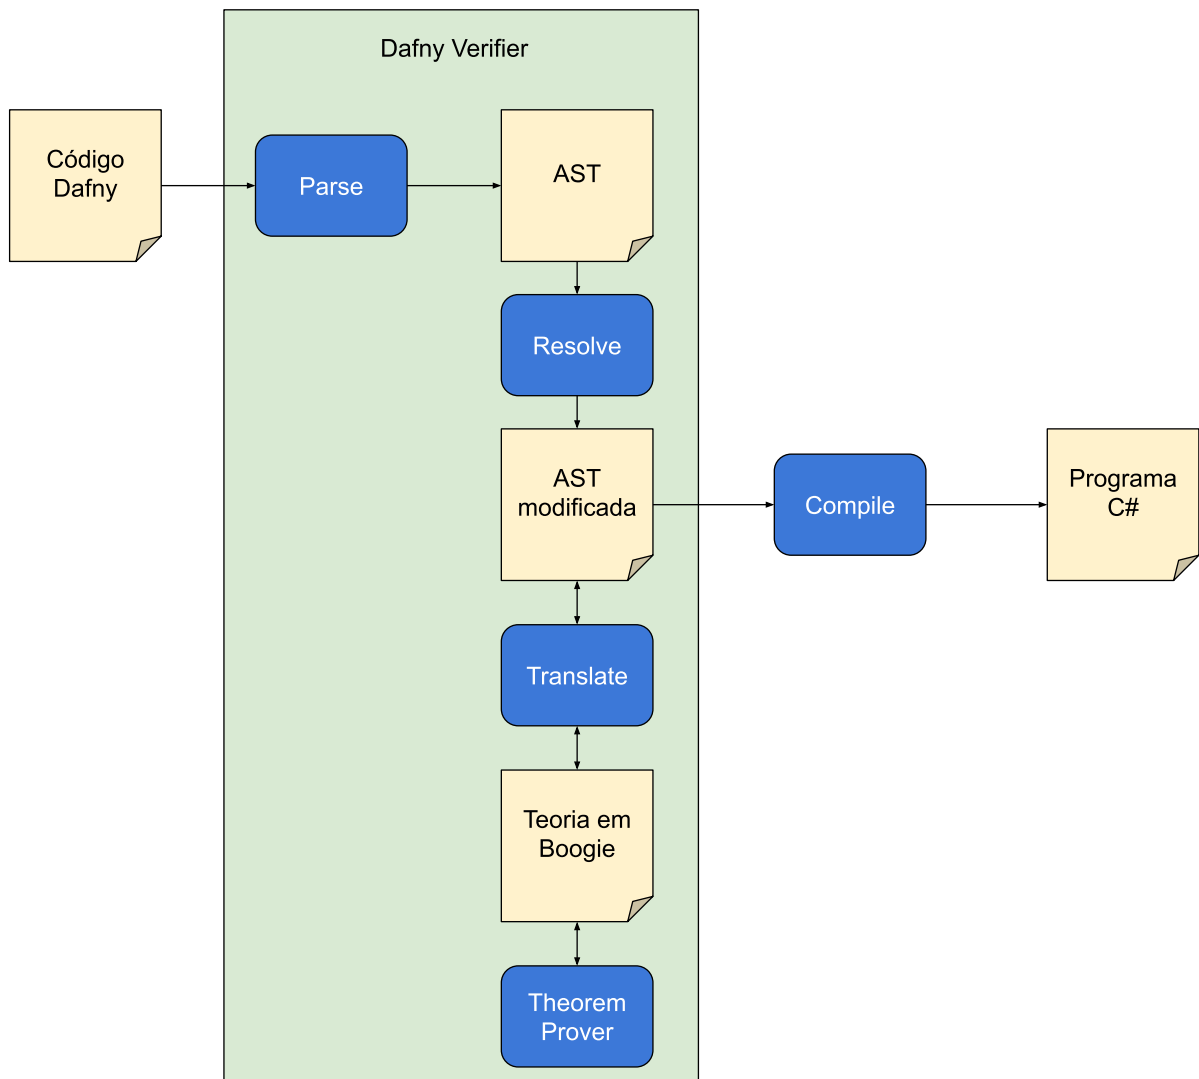 Dafny Verifier
Código
Dafny
Parse
AST
Resolve
AST
modificada
Compile
Programa
C#
Translate
Teoria em
Boogie
Theorem
Prover